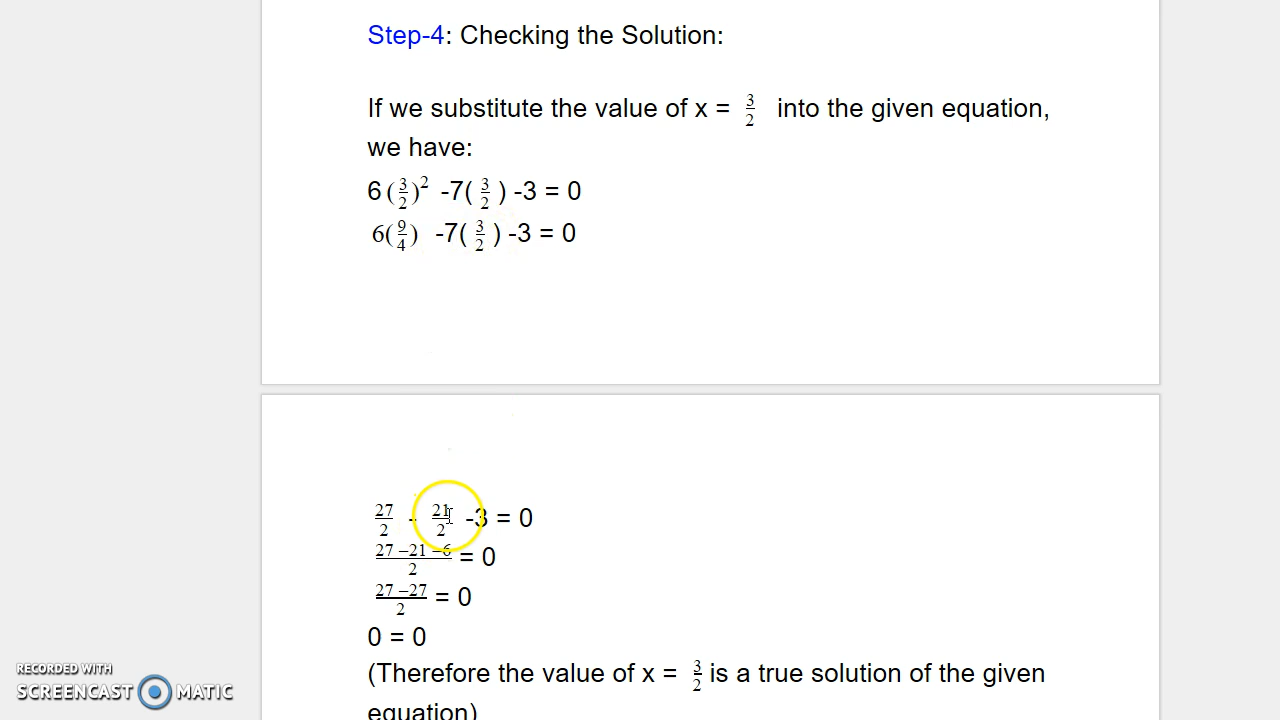 Step-4: Checking the Solution:
If we substitute the value of x = 3/2 into the given equation,
we have:
6(3/2)² -7( 3/2 ) -3 = 0
6(9/4) -7( 3/2 ) -3 = 0
27/2 - 21/2 -3 = 0
27 –21 –6/2 = 0
27 –27/2 = 0
0 = 0
(Therefore the value of x = 3/2 is a true solution of the given
equation)
RECORDED WITH
SCREENCAST MATIC